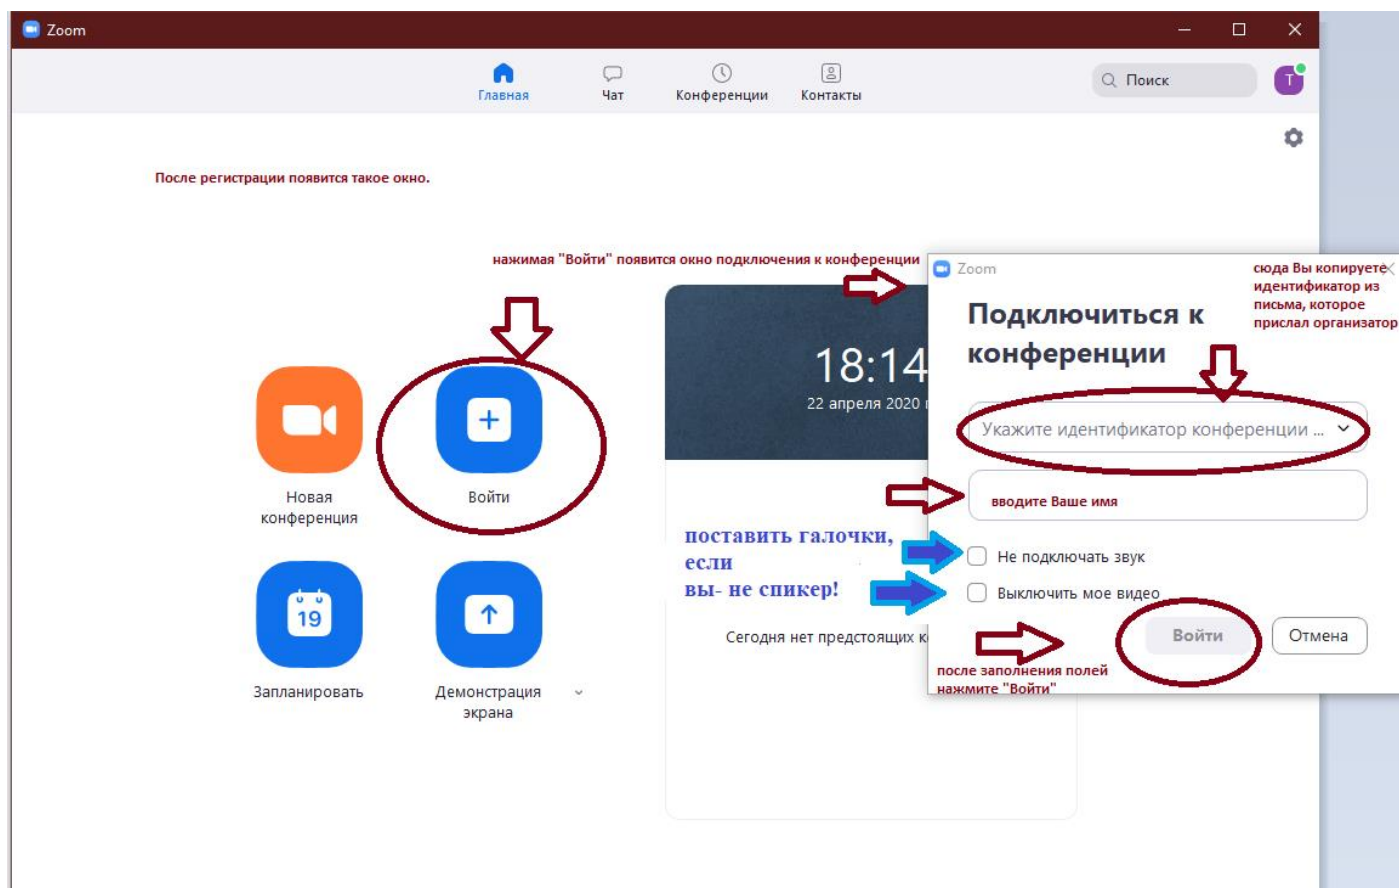 Zoom
Главная
Чат
Конференции
Контакты
Поиск
T
После регистрации появится такое окно.
нажимая "Войти" появится окно подключения к конференции
Zoom
сюда Вы копируете
идентификатор из
письма, которое
прислал организатор
Подключиться к
конференции
18:14
22 апреля 2020
Укажите идентификатор конференции ...
Новая
конференция
Войти
вводите Ваше имя
поставить галочки,
если
вы- не спикер!
Не подключать звук
Выключить мое видео
19
Сегодня нет предстоящих к
Войти
Отмена
после заполнения полей
нажмите "Войти"
Запланировать
Демонстрация
экрана